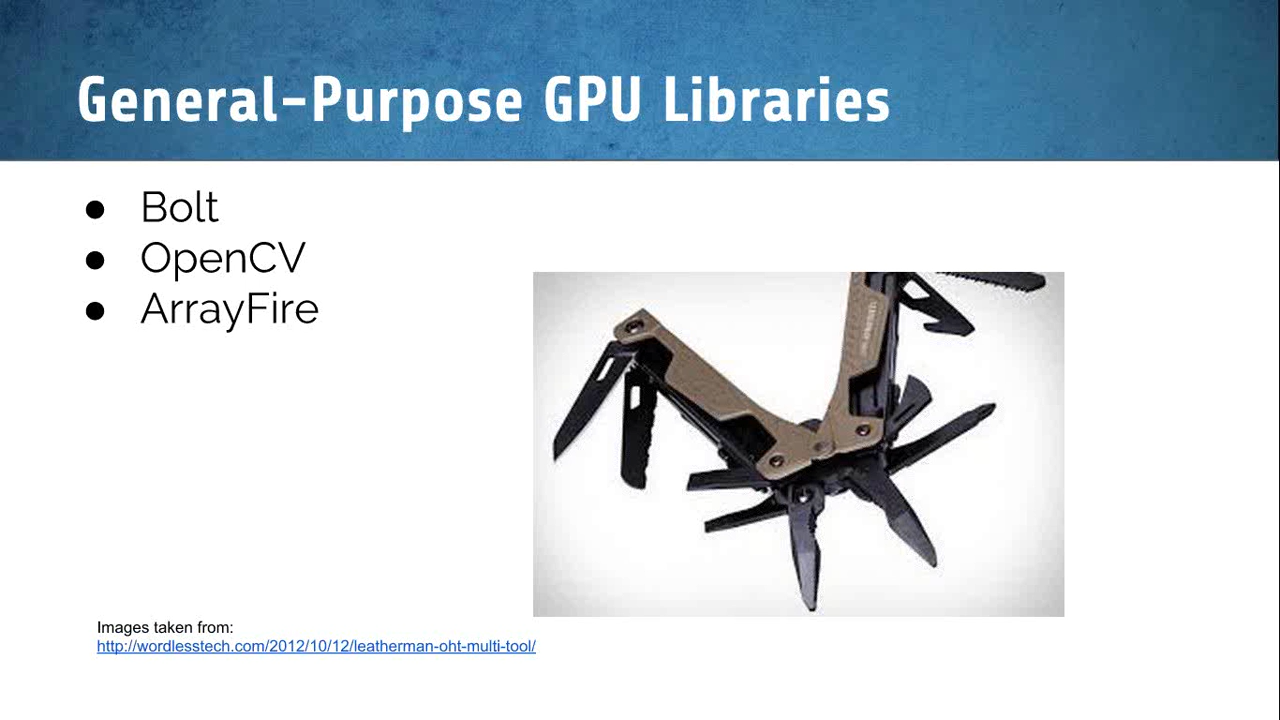 General-Purpose GPU Libraries
● Bolt
● OpenCV
● ArrayFire
Images taken from:
http://wordlesstech.com/2012/10/12/leatherman-oht-multi-tool/